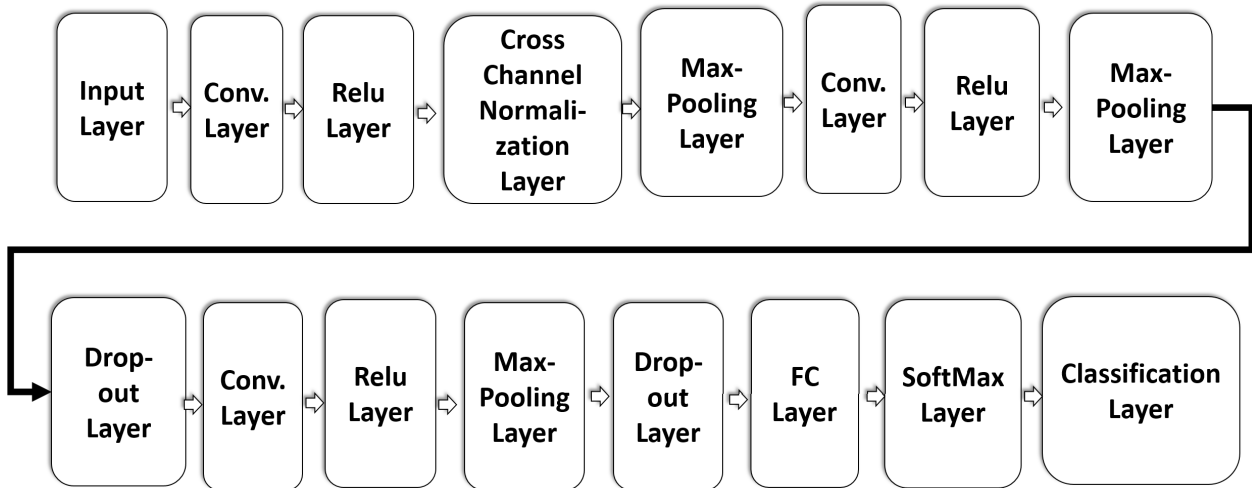 Input
Layer
Conv.
Layer
Relu
Layer
Cross
Channel
Normali-
zation
Layer
Max-
Pooling
Layer
Conv.
Layer
Relu
Layer
Max-
Pooling
Layer
Drop-
out
Layer
Conv.
Layer
Relu
Layer
Max-
Pooling
Layer
Drop-
out
Layer
FC
Layer
SoftMax
Layer
Classification
Layer